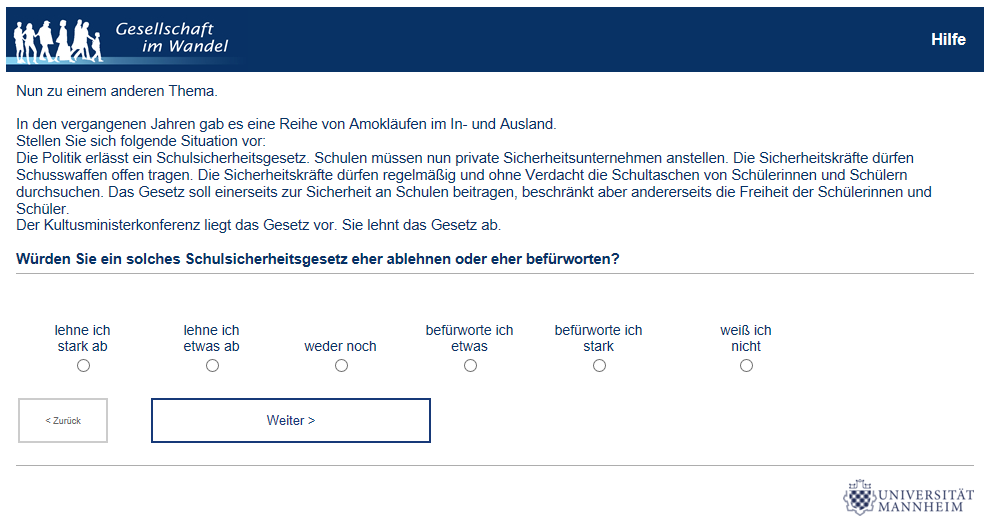 Gesellschaft
im Wandel
Hilfe
Nun zu einem anderen Thema.
In den vergangenen Jahren gab es eine Reihe von Amokläufen im In- und Ausland.
Stellen Sie sich folgende Situation vor:
Die Politik erlässt ein Schulsicherheitsgesetz. Schulen müssen nun private Sicherheitsunternehmen anstellen. Die Sicherheitskräfte dürfen
Schusswaffen offen tragen. Die Sicherheitskräfte dürfen regelmäßig und ohne Verdacht die Schultaschen von Schülerinnen und Schülern
durchsuchen. Das Gesetz soll einerseits zur Sicherheit an Schulen beitragen, beschränkt aber andererseits die Freiheit der Schülerinnen und
Schüler.
Der Kultusministerkonferenz liegt das Gesetz vor. Sie lehnt das Gesetz ab.
Würden Sie ein solches Schulsicherheitsgesetz eher ablehnen oder eher befürworten?
lehne ich
stark ab
lehne ich
etwas ab
weder noch
befürworte ich
etwas
befürworte ich
stark
weiß ich
nicht
< Zurück
Weiter >
UNIVERSITÄT
MANNHEIM